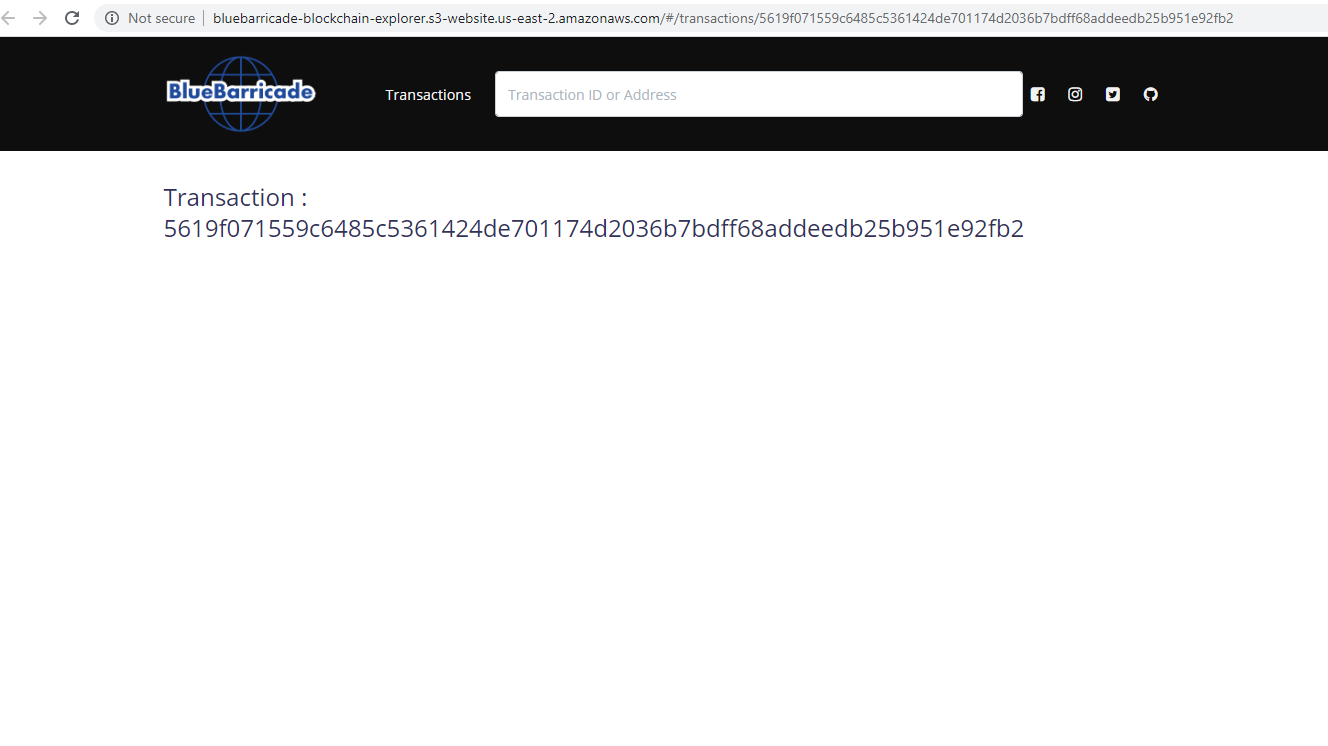 Not secure
bluebarricade-blockchain-explorer.s3-website.us-east-2.amazonaws.com/#/transactions/5619f071559c6485c5361424de701174d2036b7bdff68addeedb25b951e92fb2
BlueBarricade
Transactions
Transaction ID or Address
Transaction :
5619f071559c6485c5361424de701174d2036b7bdff68addeedb25b951e92fb2